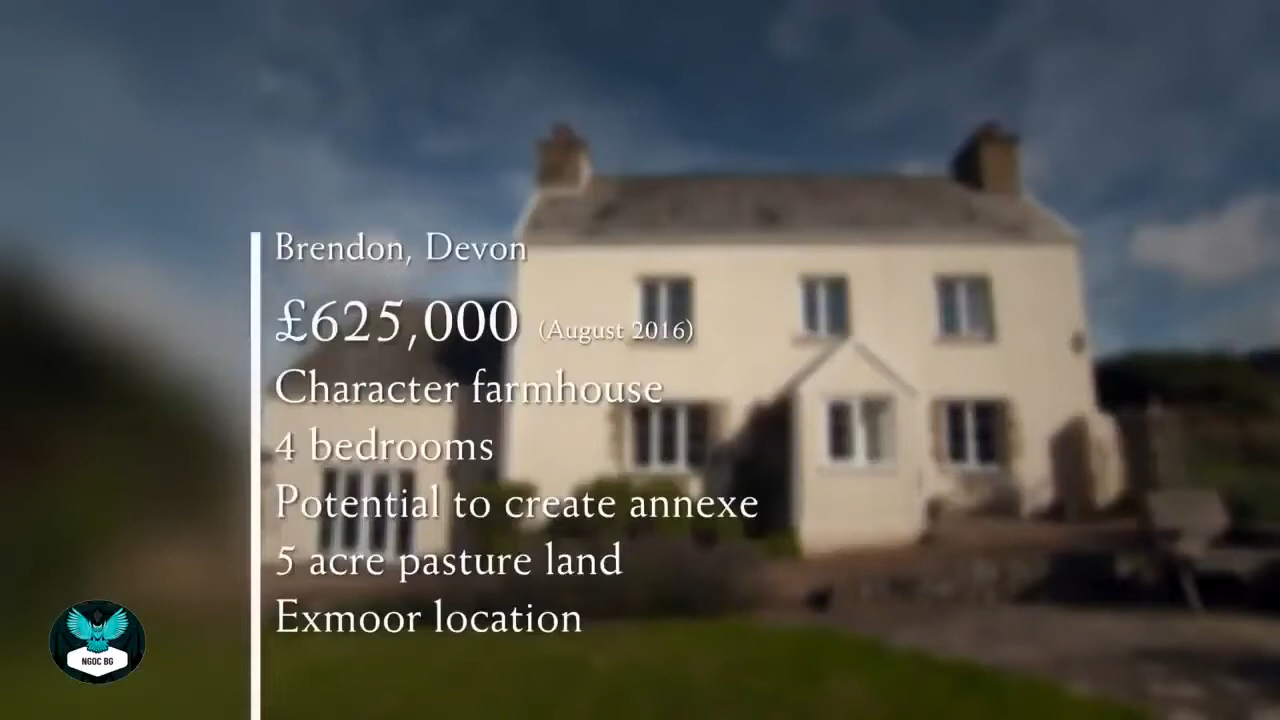 Brendon, Devon
£625,000 (August 2016)
Character farmhouse
4 bedrooms
Potential to create annexe
5 acre pasture land
Exmoor location
NGOC BG